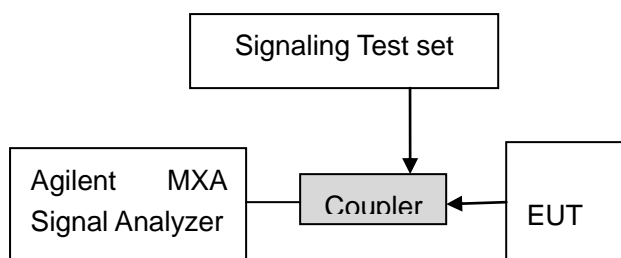 Signaling Test set
Agilent MXA
Signal Analyzer
Coupler
EUT